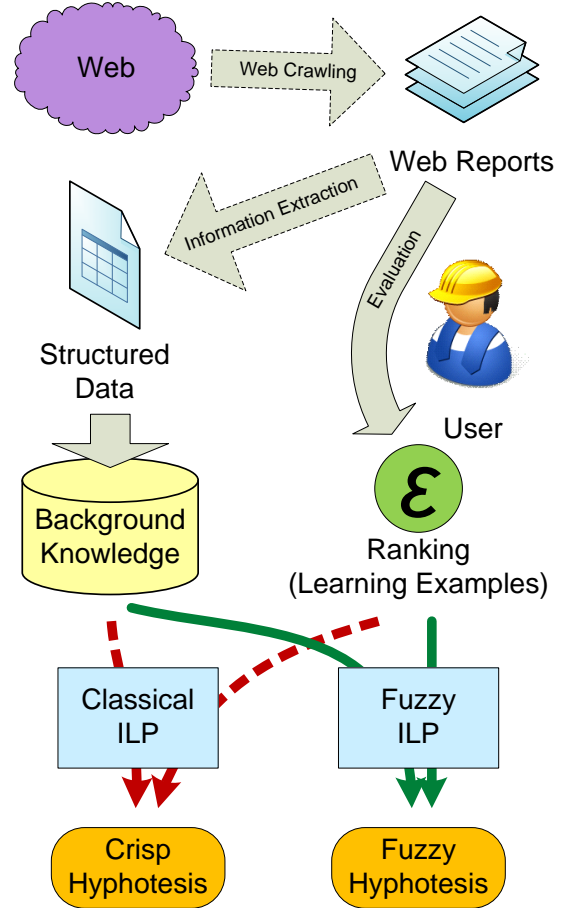 Web
Web Crawling
Web Reports
Information Extraction
Evaluation
Structured
Data
User
Background
Knowledge
ε
Ranking
(Learning Examples)
Classical
ILP
Fuzzy
ILP
Crisp
Hyphotesis
Fuzzy
Hyphotesis